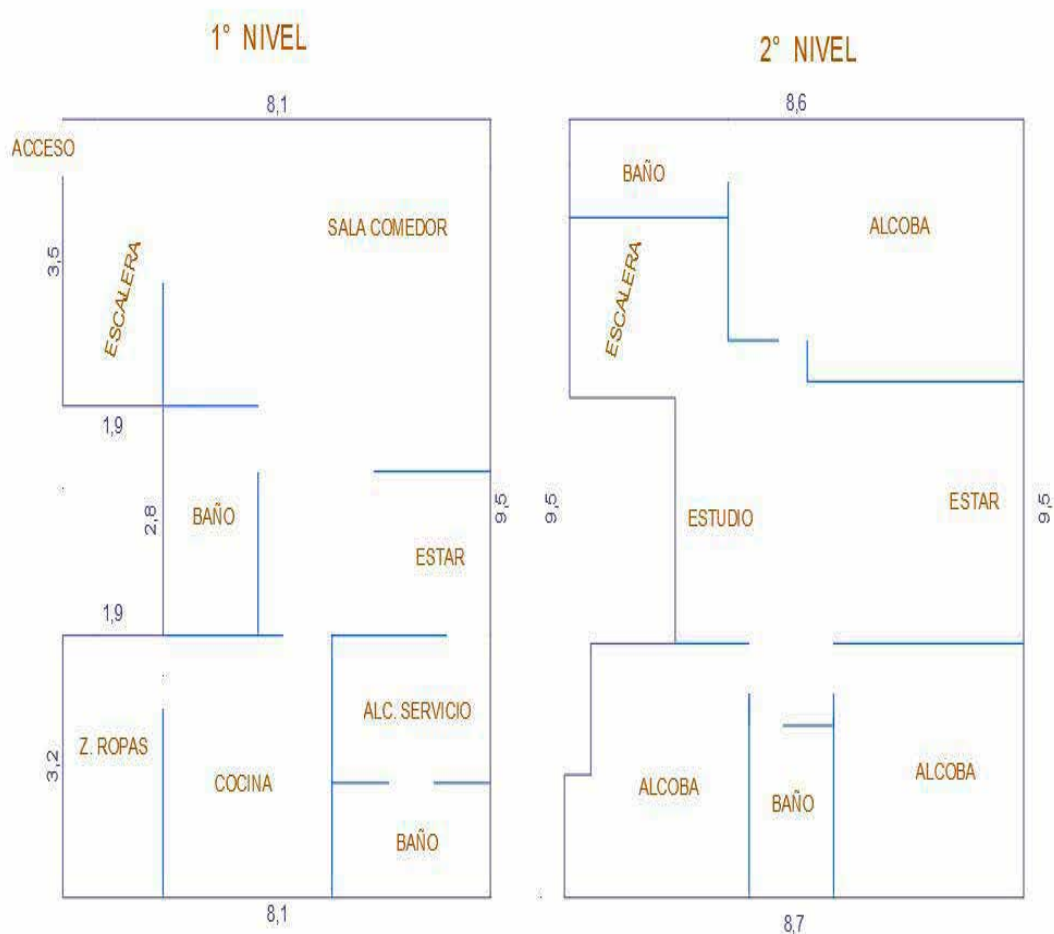 1° NIVEL
8,1
ACCESO
SALA COMEDOR
3,5
ESCALERA
1,9
2,8
BAÑO
9,5
ESTAR
1,9
Z. ROPAS
ALC. SERVICIO
3,2
COCINA
BAÑO
8,1
2° NIVEL
8,6
BAÑO
ALCOBA
ESCALERA
9,5
ESTUDIO
ESTAR
9,5
ALCOBA
BAÑO
ALCOBA
8,7